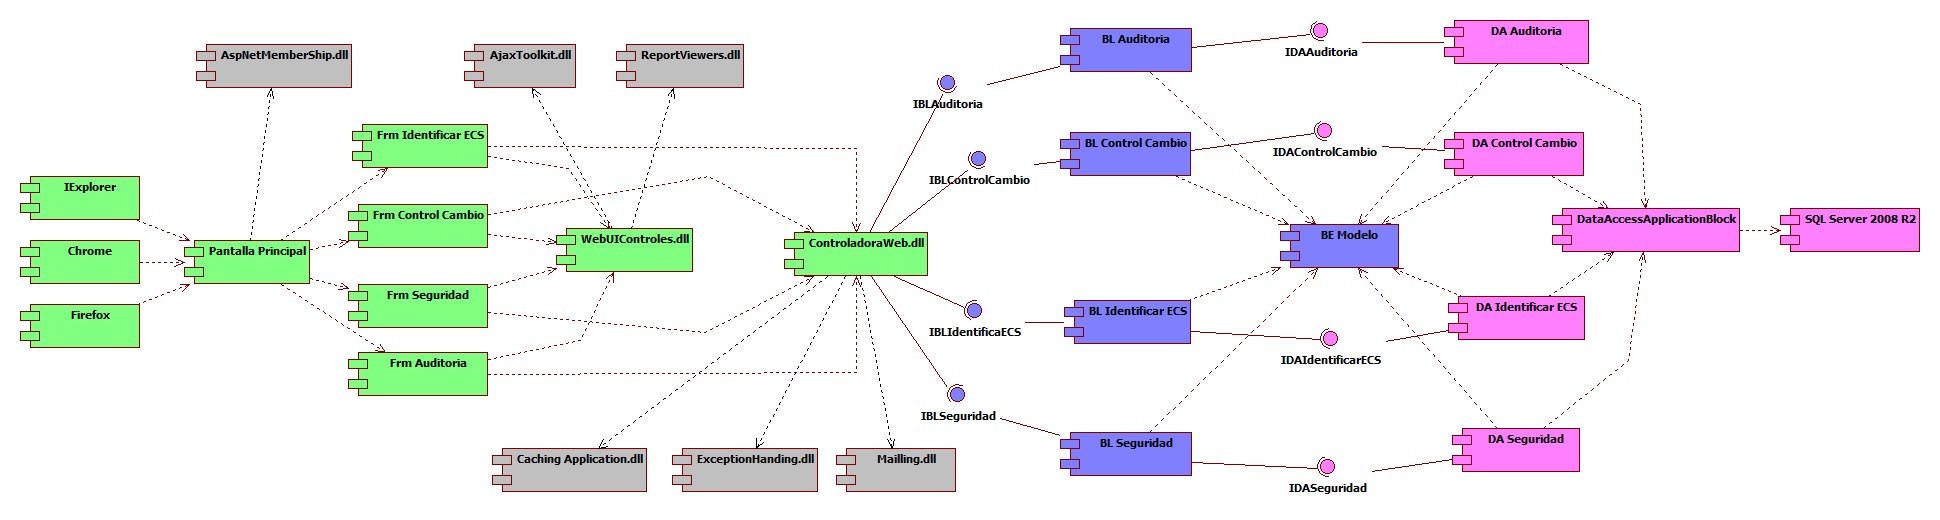 AspNetMemberShip.dll
AjaxToolkit.dll
ReportViewers.dll
BL Auditoria
IDAAuditoria
DA Auditoria
IBLAuditoria
Frm Identificar ECS
BL Control Cambio
IDAControlCambio
DA Control Cambio
IBLControlCambio
IExplorer
Frm Control Cambio
Chrome
Pantalla Principal
WebUIControles.dll
ControladoraWeb.dll
BE Modelo
DataAccessApplicationBlock
SQL Server 2008 R2
Frm Seguridad
Firefox
IBLIdentificaECS
BL Identificar ECS
IDAIdentificarECS
DA Identificar ECS
Frm Auditoria
IBLSeguridad
BL Seguridad
DA Seguridad
IDASeguridad
Caching Application.dll
ExceptionHanding.dll
Mailling.dll